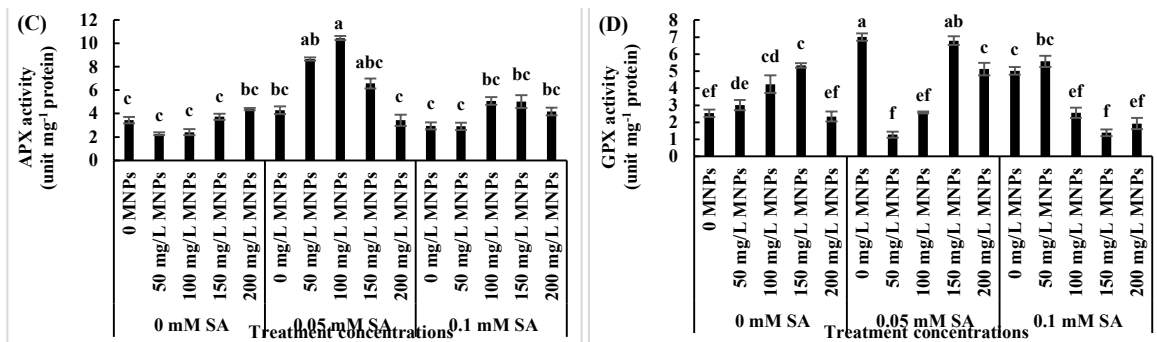 (C)
APX activity
(unit mg⁻¹ protein)
12
10
8
6
4
2
0
c c c c bc bc ab a abc c c c bc bc bc
0 MNPs
50 mg/L MNPs
100 mg/L MNPs
150 mg/L MNPs
200 mg/L MNPs
0 mg/L MNPs
50 mg/L MNPs
100 mg/L MNPs
150 mg/L MNPs
200 mg/L MNPs
0 mg/L MNPs
50 mg/L MNPs
100 mg/L MNPs
150 mg/L MNPs
200 mg/L MNPs
0 mM SA 0.05 mM SA 0.1 mM SA
Treatment concentrations
(D)
GPX activity
(unit mg⁻¹ protein)
8
7
6
5
4
3
2
1
0
ef de cd b ef a f ef ab c c bc ef f ef
0 MNPs
50 mg/L MNPs
100 mg/L MNPs
150 mg/L MNPs
200 mg/L MNPs
0 mg/L MNPs
50 mg/L MNPs
100 mg/L MNPs
150 mg/L MNPs
200 mg/L MNPs
0 mg/L MNPs
50 mg/L MNPs
100 mg/L MNPs
150 mg/L MNPs
200 mg/L MNPs
0 mM SA 0.05 mM SA 0.1 mM SA
Treatment concentrations